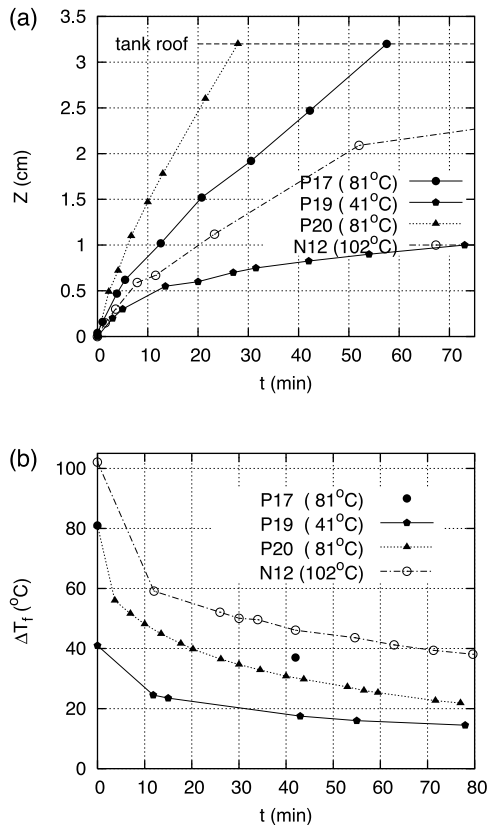 (a)
3.5
3
2.5
2
1.5
1
0.5
0
Z (cm)
tank roof
P17 ( 81°C)
P19 ( 41°C)
P20 ( 81°C)
N12 (102°C)
0 10 20 30 40 50 60 70
t (min)
(b)
100
80
60
40
20
0
ΔTf (°C)
P17 ( 81°C)
P19 ( 41°C)
P20 ( 81°C)
N12 (102°C)
0 10 20 30 40 50 60 70 80
t (min)